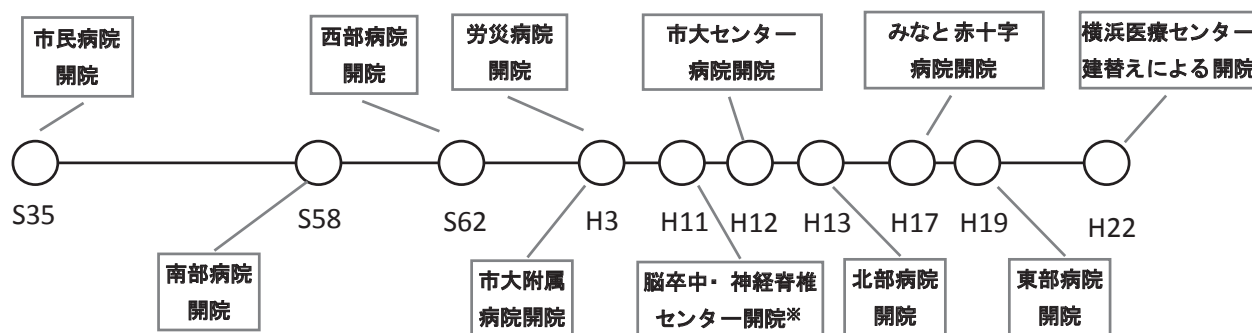 市民病院
開院
西部病院
開院
労災病院
開院
市大センター
病院開院
みなと赤十字
病院開院
横浜医療センター
建替えによる開院
S35
S58
S62
H3
H11
H12
H13
H17
H19
H22
南部病院
開院
市大附属
病院開院
脳卒中・神経脊椎
センター開院※
北部病院
開院
東部病院
開院